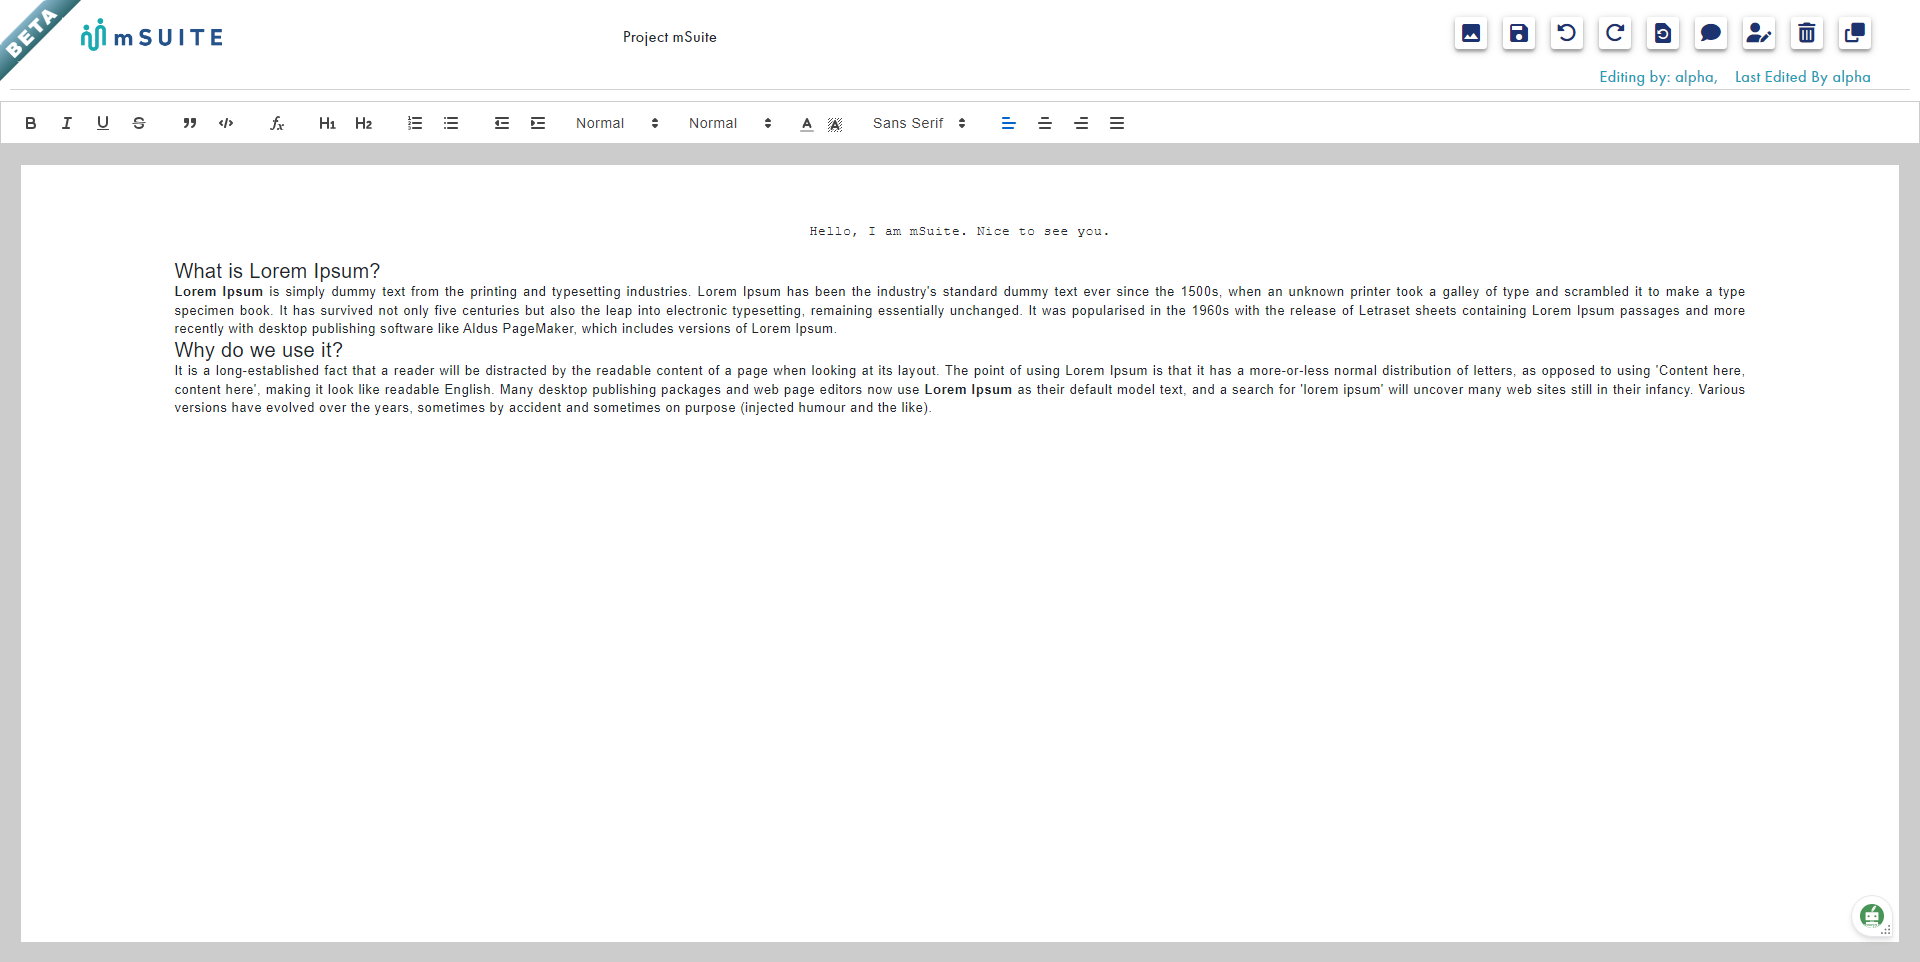 BETA
mSUITE
Project mSuite
Editing by: alpha, Last Edited By alpha
B I U S H1 H2 Normal Normal A A Sans Serif
Hello, I am mSuite. Nice to see you.
What is Lorem Ipsum?
Lorem Ipsum is simply dummy text from the printing and typesetting industries. Lorem Ipsum has been the industry's standard dummy text ever since the 1500s, when an unknown printer took a galley of type and scrambled it to make a type
specimen book. It has survived not only five centuries but also the leap into electronic typesetting, remaining essentially unchanged. It was popularised in the 1960s with the release of Letraset sheets containing Lorem Ipsum passages and more
recently with desktop publishing software like Aldus PageMaker, which includes versions of Lorem Ipsum.
Why do we use it?
It is a long-established fact that a reader will be distracted by the readable content of a page when looking at its layout. The point of using Lorem Ipsum is that it has a more-or-less normal distribution of letters, as opposed to using 'Content here,
content here', making it look like readable English. Many desktop publishing packages and web page editors now use Lorem Ipsum as their default model text, and a search for 'lorem ipsum' will uncover many web sites still in their infancy. Various
versions have evolved over the years, sometimes by accident and sometimes on purpose (injected humour and the like).